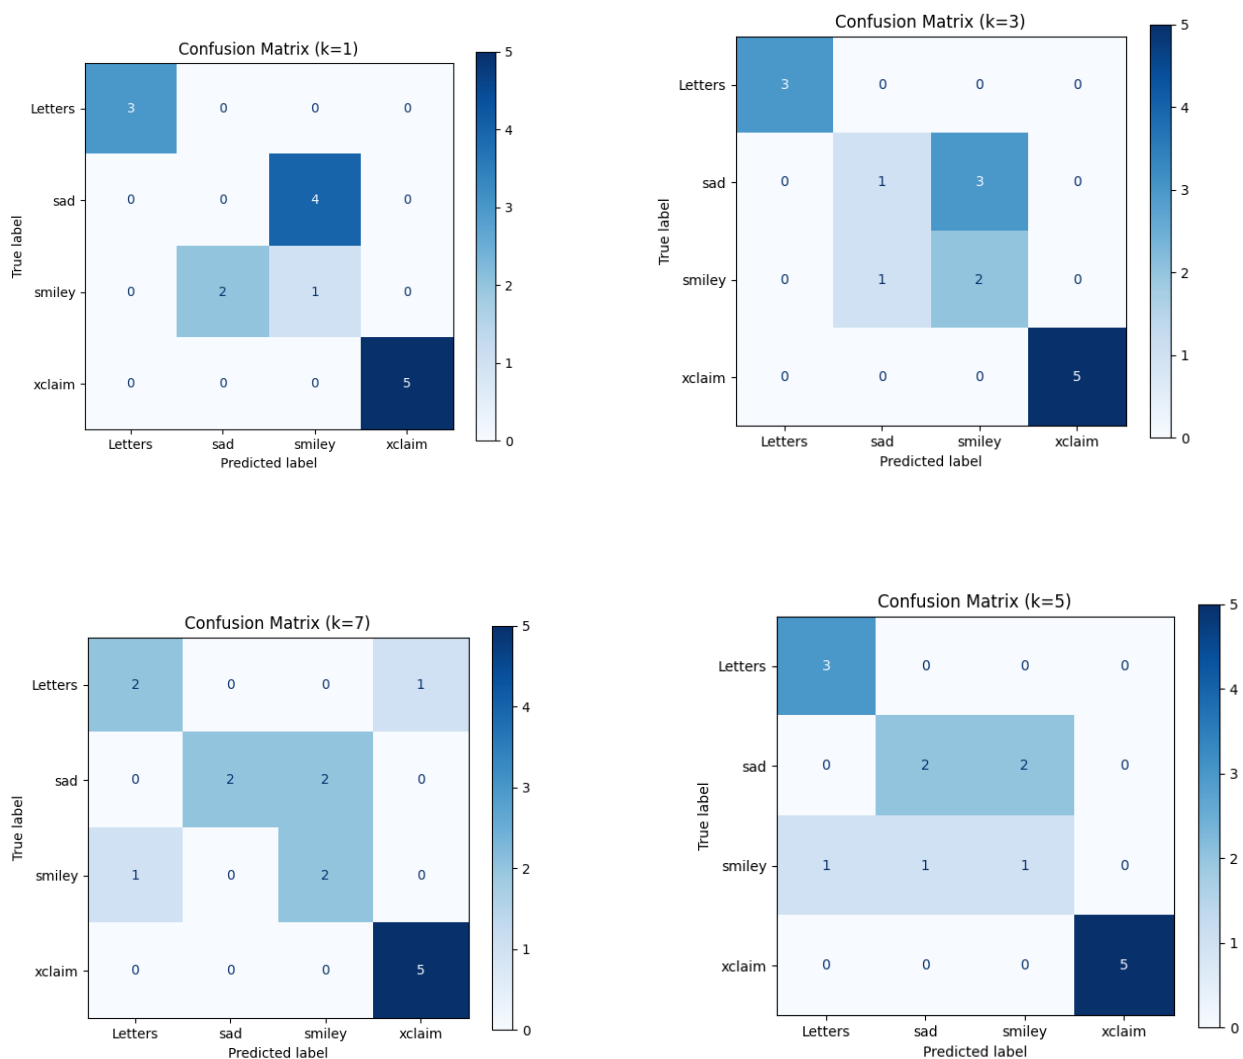 Confusion Matrix (k=1)
True label
Letters 3 0 0 0
sad 0 0 4 0
smiley 0 2 1 0
xclaim 0 0 0 5
Letters sad smiley xclaim
Predicted label
5
4
3
2
1
0
Confusion Matrix (k=3)
True label
Letters 3 0 0 0
sad 0 1 3 0
smiley 0 1 2 0
xclaim 0 0 0 5
Letters sad smiley xclaim
Predicted label
5
4
3
2
1
0
Confusion Matrix (k=7)
True label
Letters 2 0 0 1
sad 0 2 2 0
smiley 1 0 2 0
xclaim 0 0 0 5
Letters sad smiley xclaim
Predicted label
5
4
3
2
1
0
Confusion Matrix (k=5)
True label
Letters 3 0 0 0
sad 0 2 2 0
smiley 1 1 1 0
xclaim 0 0 0 5
Letters sad smiley xclaim
Predicted label
5
4
3
2
1
0